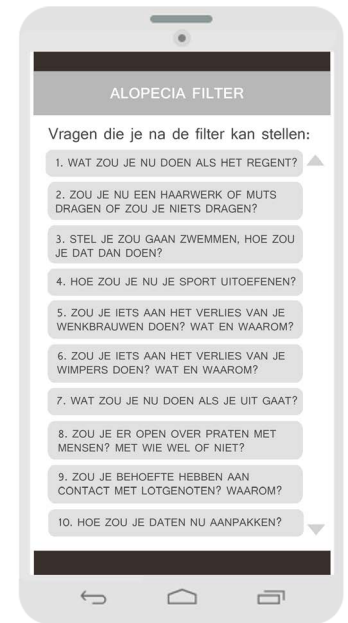 ALOPECIA FILTER
Vragen die je na de filter kan stellen:
1. WAT ZOU JE NU DOEN ALS HET REGENT?
2. ZOU JE NU EEN HAARWERK OF MUTS
DRAGEN OF ZOU JE NIETS DRAGEN?
3. STEL JE ZOU GAAN ZWEMMEN, HOE ZOU
JE DAT DAN DOEN?
4. HOE ZOU JE NU JE SPORT UITOEFENEN?
5. ZOU JE IETS AAN HET VERLIES VAN JE
WENKBRAUWEN DOEN? WAT EN WAAROM?
6. ZOU JE IETS AAN HET VERLIES VAN JE
WIMPERS DOEN? WAT EN WAAROM?
7. WAT ZOU JE NU DOEN ALS JE UIT GAAT?
8. ZOU JE ER OPEN OVER PRATEN MET
MENSEN? MET WIE WEL OF NIET?
9. ZOU JE BEHOEFTE HEBBEN AAN
CONTACT MET LOTGENOTEN? WAAROM?
10. HOE ZOU JE DATEN NU AANPAKKEN?